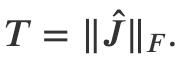 T = ‖Ĵ‖_F.